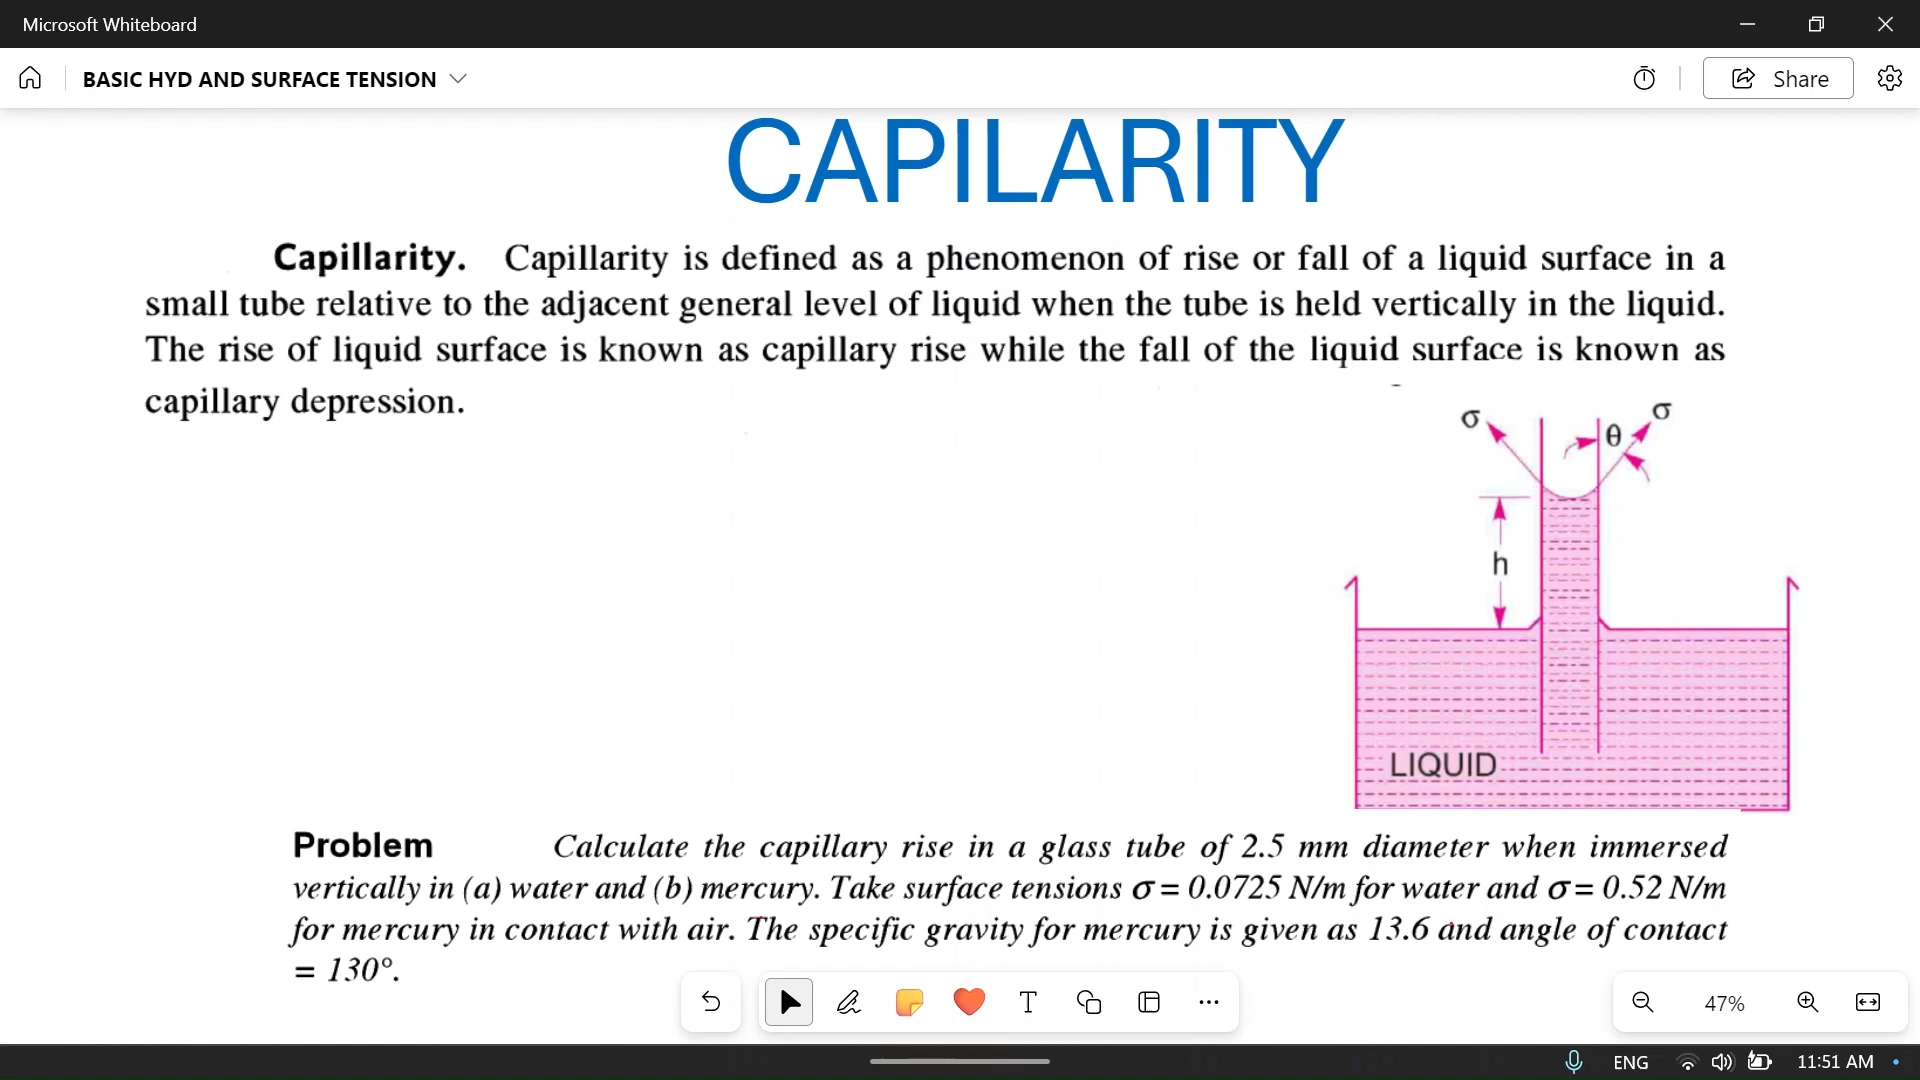 Microsoft Whiteboard
BASIC HYD AND SURFACE TENSION
Share
CAPILARITY
Capillarity. Capillarity is defined as a phenomenon of rise or fall of a liquid surface in a
small tube relative to the adjacent general level of liquid when the tube is held vertically in the liquid.
The rise of liquid surface is known as capillary rise while the fall of the liquid surface is known as
capillary depression.
σ
σ
θ
h
LIQUID
Problem Calculate the capillary rise in a glass tube of 2.5 mm diameter when immersed
vertically in (a) water and (b) mercury. Take surface tensions σ = 0.0725 N/m for water and σ = 0.52 N/m
for mercury in contact with air. The specific gravity for mercury is given as 13.6 and angle of contact
= 130°.
T
47%
ENG
11:51 AM